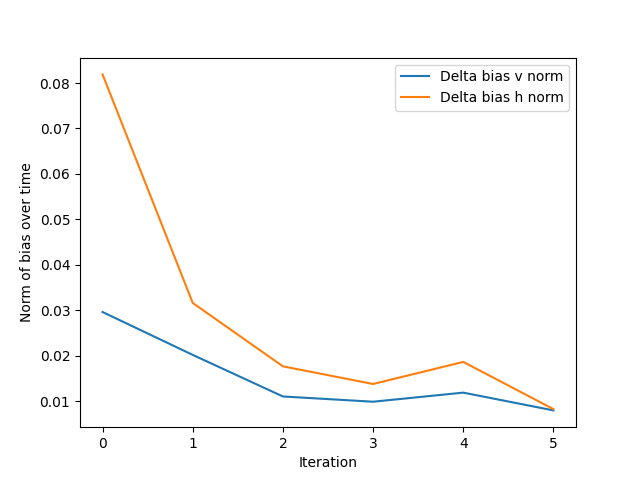 Delta bias v norm
Delta bias h norm
0.08
0.07
0.06
0.05
0.04
0.03
0.02
0.01
Norm of bias over time
0 1 2 3 4 5
Iteration